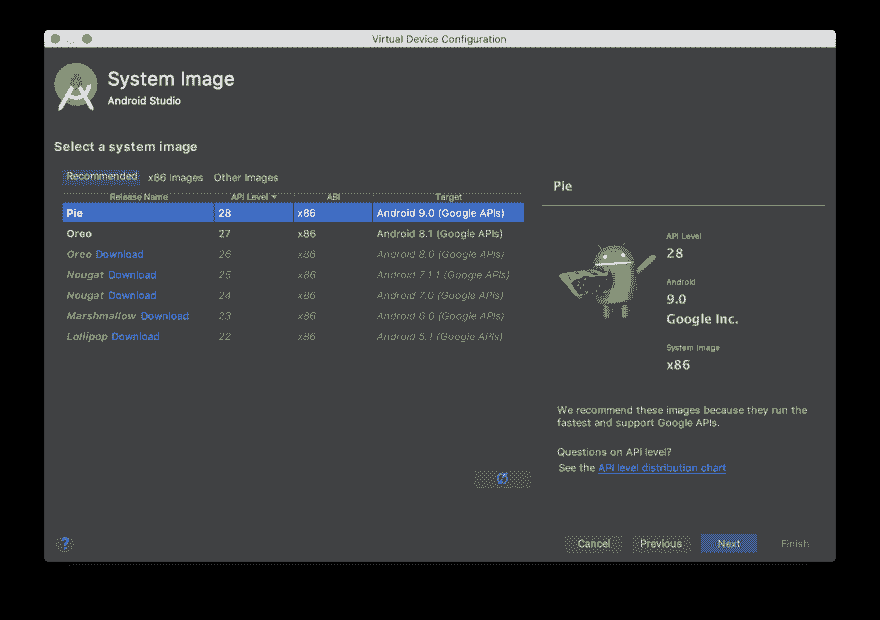 Virtual Device Configuration
System Image
Android Studio
Select a system image
Recommended x86 Images Other Images
Release Name API Level ABI Target
Pie 28 x86 Android 9.0 (Google APIs)
Oreo 27 x86 Android 8.1 (Google APIs)
Oreo Download 26 x86 Android 8.0 (Google APIs)
Nougat Download 25 x86 Android 7.1.1 (Google APIs)
Nougat Download 24 x86 Android 7.0 (Google APIs)
Marshmallow Download 23 x86 Android 6.0 (Google APIs)
Lollipop Download 22 x86 Android 5.1 (Google APIs)
Pie
API Level
28
Android
9.0
Google Inc.
System Image
x86
We recommend these images because they run the
fastest and support Google APIs.
Questions on API level?
See the API level distribution chart
? Cancel Previous Next Finish